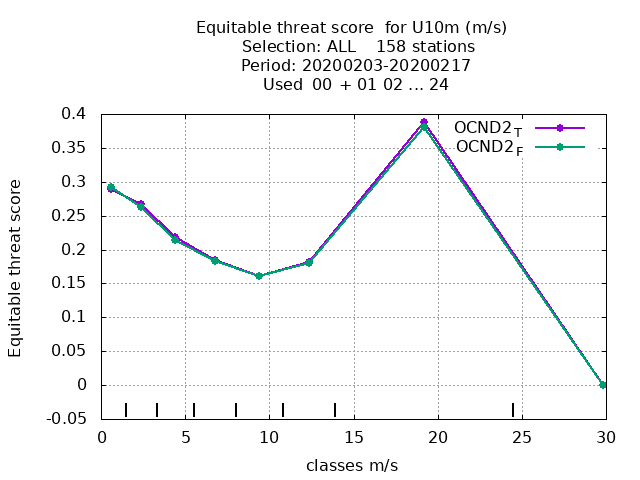 Equitable threat score  for U10m (m/s)
Selection: ALL    158 stations
Period: 20200203-20200217
Used  00 + 01 02 ... 24
OCND2T
OCND2F
0.4
0.35
0.3
0.25
0.2
0.15
0.1
0.05
0
-0.05
Equitable threat score
0 5 10 15 20 25 30
classes m/s